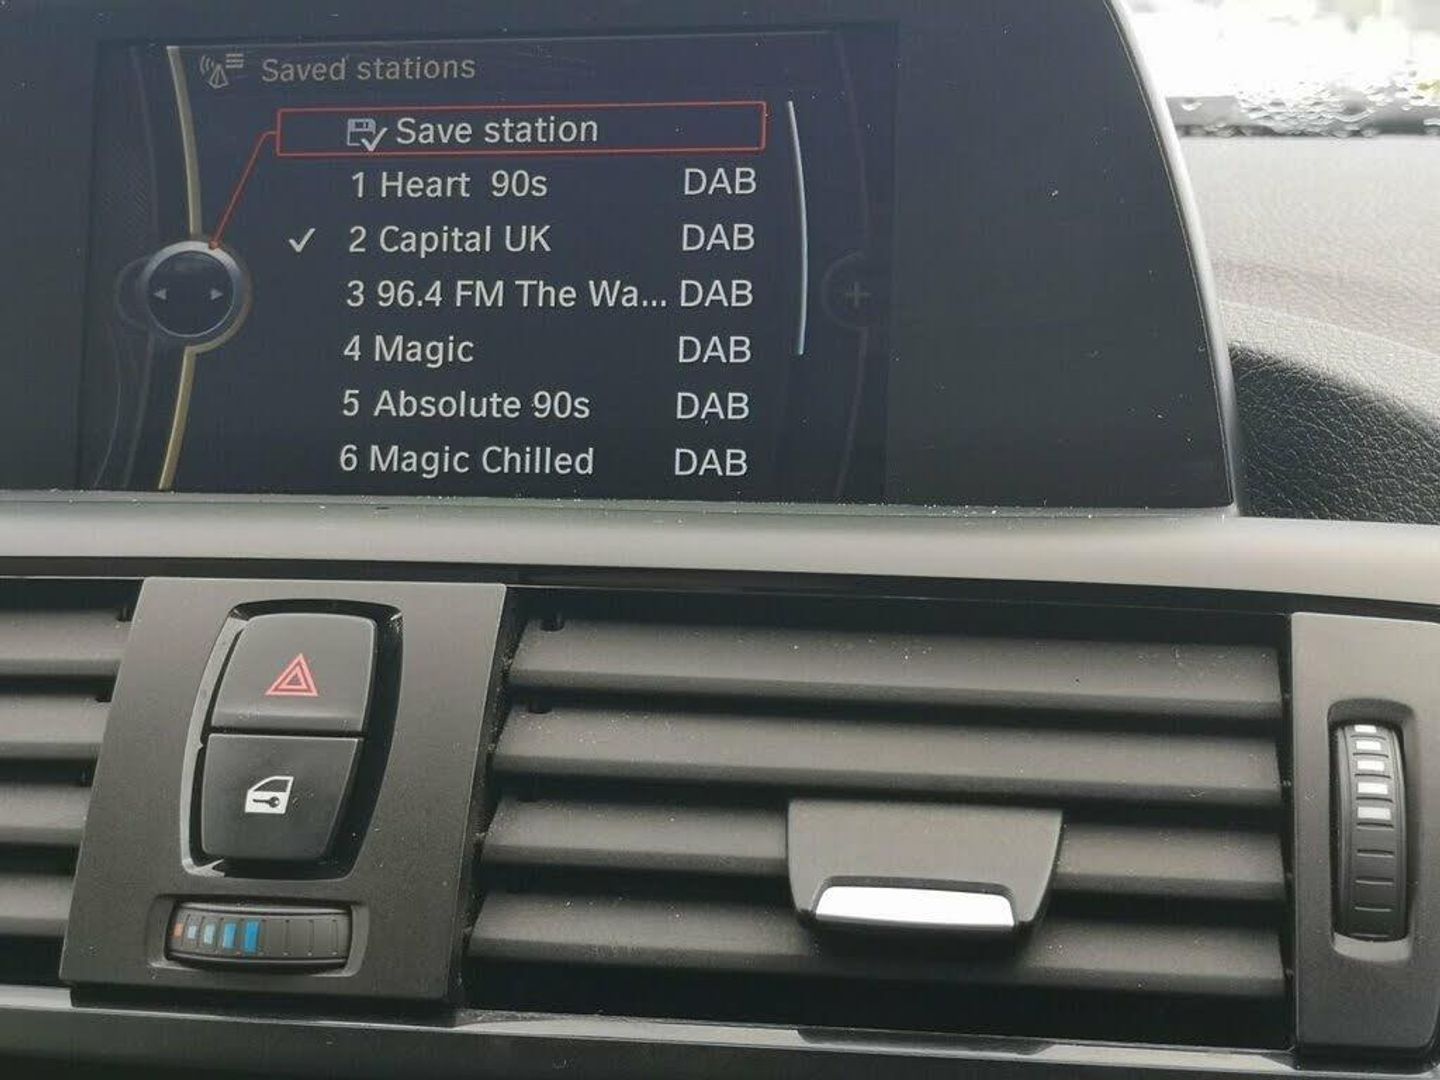 Saved stations
Save station
1 Heart 90s DAB
2 Capital UK DAB
3 96.4 FM The Wa... DAB
4 Magic DAB
5 Absolute 90s DAB
6 Magic Chilled DAB